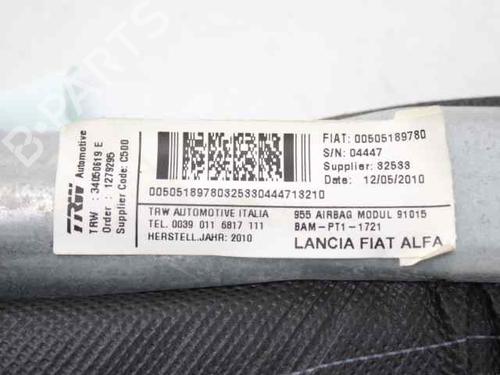 TRW Automotive
TRW : 34050619 E
Order : 1279295
Supplier Code: C500
00505189780325330444713210
FIAT: 00505189780
S/N: 04447
Supplier: 32533
Date: 12/05/2010
TRW AUTOMOTIVE ITALIA
TEL. 0039 011 6817 111
HERSTELL.JAHR: 2010
955 AIRBAG MODUL 91015
BAM-PT1-1721
LANCIA FIAT ALFA
B-PARTS